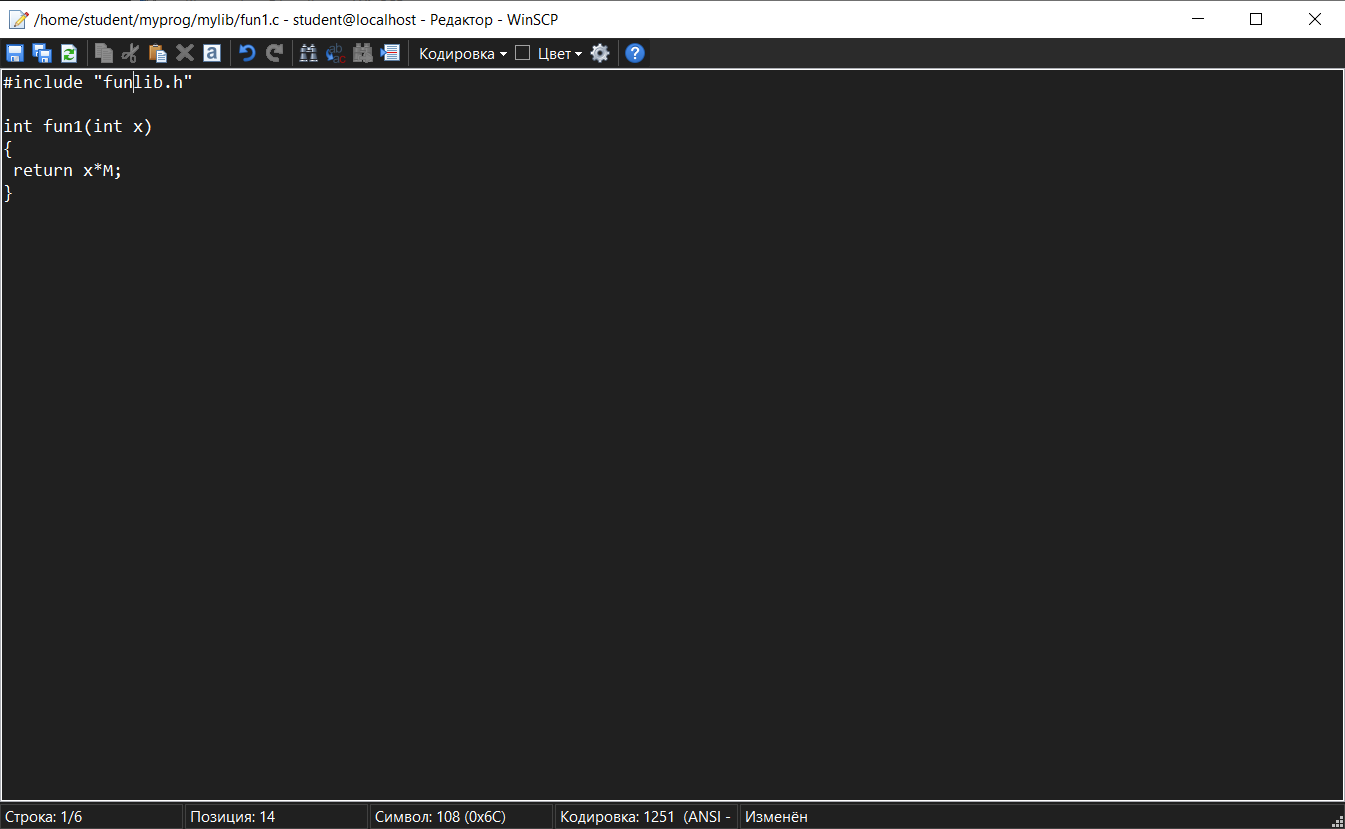 /home/student/myprog/mylib/fun1.c - student@localhost - Редактор - WinSCP
Кодировка Цвет
#include "funlib.h"
int fun1(int x)
{
return x*M;
}
Строка: 1/6 Позиция: 14 Символ: 108 (0x6C) Кодировка: 1251 (ANSI - Изменён